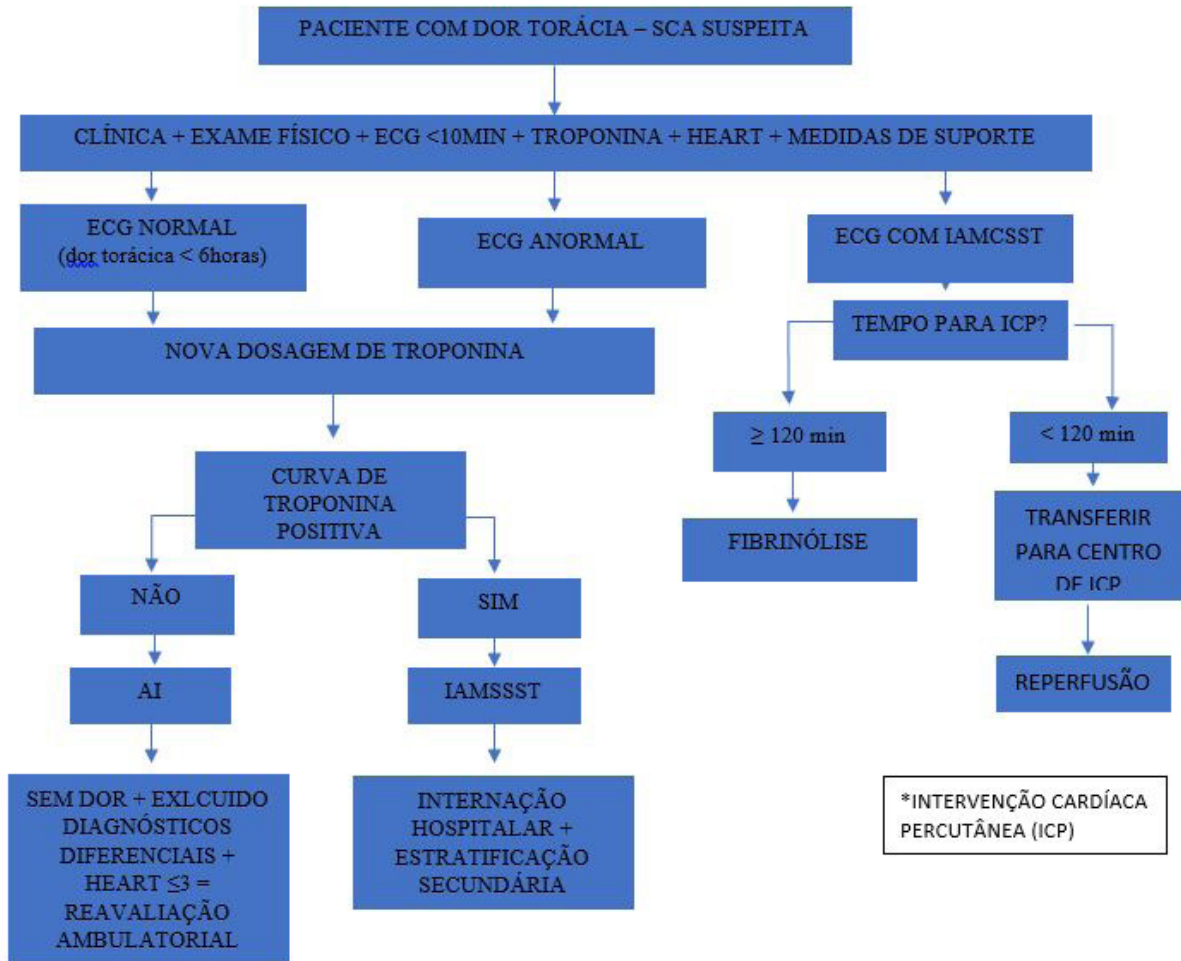 PACIENTE COM DOR TORÁCIA – SCA SUSPEITA
CLÍNICA + EXAME FÍSICO + ECG <10MIN + TROPONINA + HEART + MEDIDAS DE SUPORTE
ECG NORMAL
(dor torácica < 6horas)
ECG ANORMAL
ECG COM IAMCSST
NOVA DOSAGEM DE TROPONINA
TEMPO PARA ICP?
≥ 120 min
< 120 min
CURVA DE
TROPONINA
POSITIVA
FIBRINÓLISE
TRANSFERIR
PARA CENTRO
DE ICP
NÃO
SIM
AI
IAMSSST
REPERFUSÃO
SEM DOR + EXLCUIDO
DIAGNÓSTICOS
DIFERENCIAIS +
HEART ≤3 =
REAVALIAÇÃO
AMBULATORIAL
INTERNAÇÃO
HOSPITALAR +
ESTRATIFICAÇÃO
SECUNDÁRIA
*INTERVENÇÃO CARDÍACA
PERCUTÂNEA (ICP)